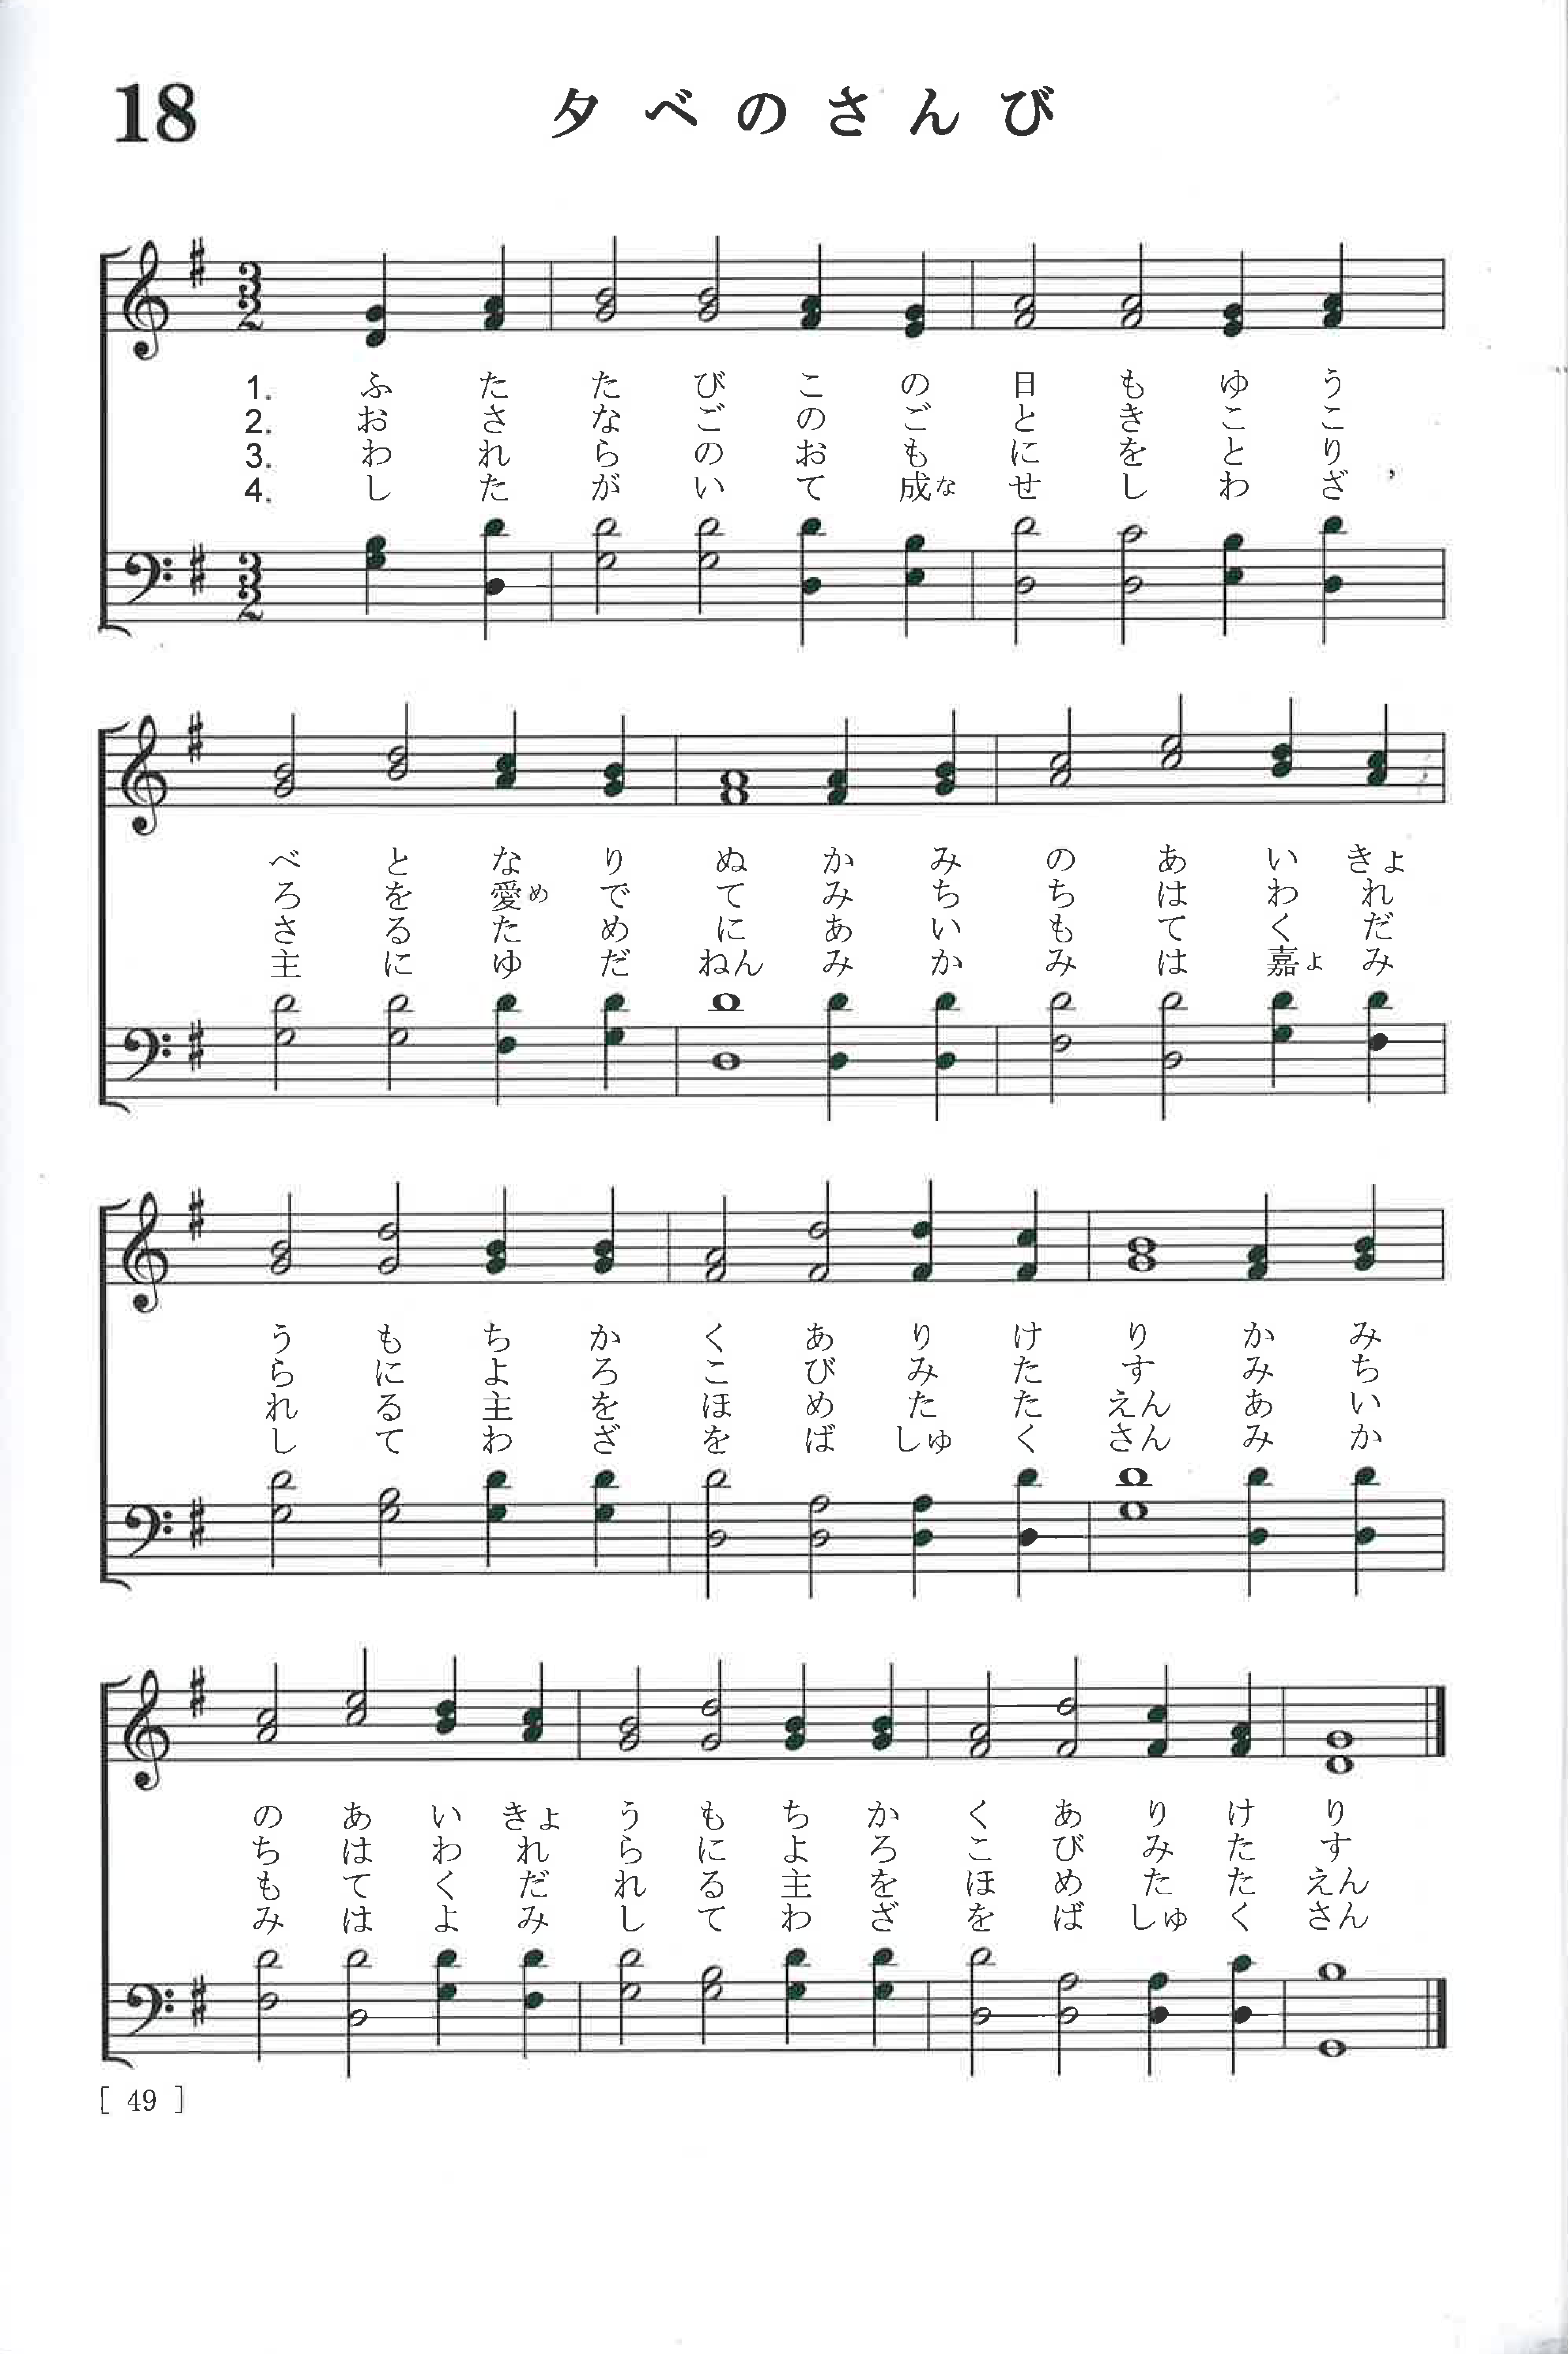 18
夕べのさんび
1. ふたたびこの日もゆう
2. おさなごのごときここ
3. われらのおもにをとり
4. したがいて成なせしわざ,
べとなりぬかみのあいきょ
ろを愛めでてみちちはわれ
さるためにあいもてくだ
主にゆだねんみかみは嘉よみ
うもちかくありけりかみ
らによろこびみたすみち
れる主をほめたたえんあい
してわざをばしゅくさんみか
のあいきょうもちかくありけり
ちはわれらによろこびみたす
もてくだれる主をほめたたえん
みはよみしてわざをばしゅくさん
[ 49 ]